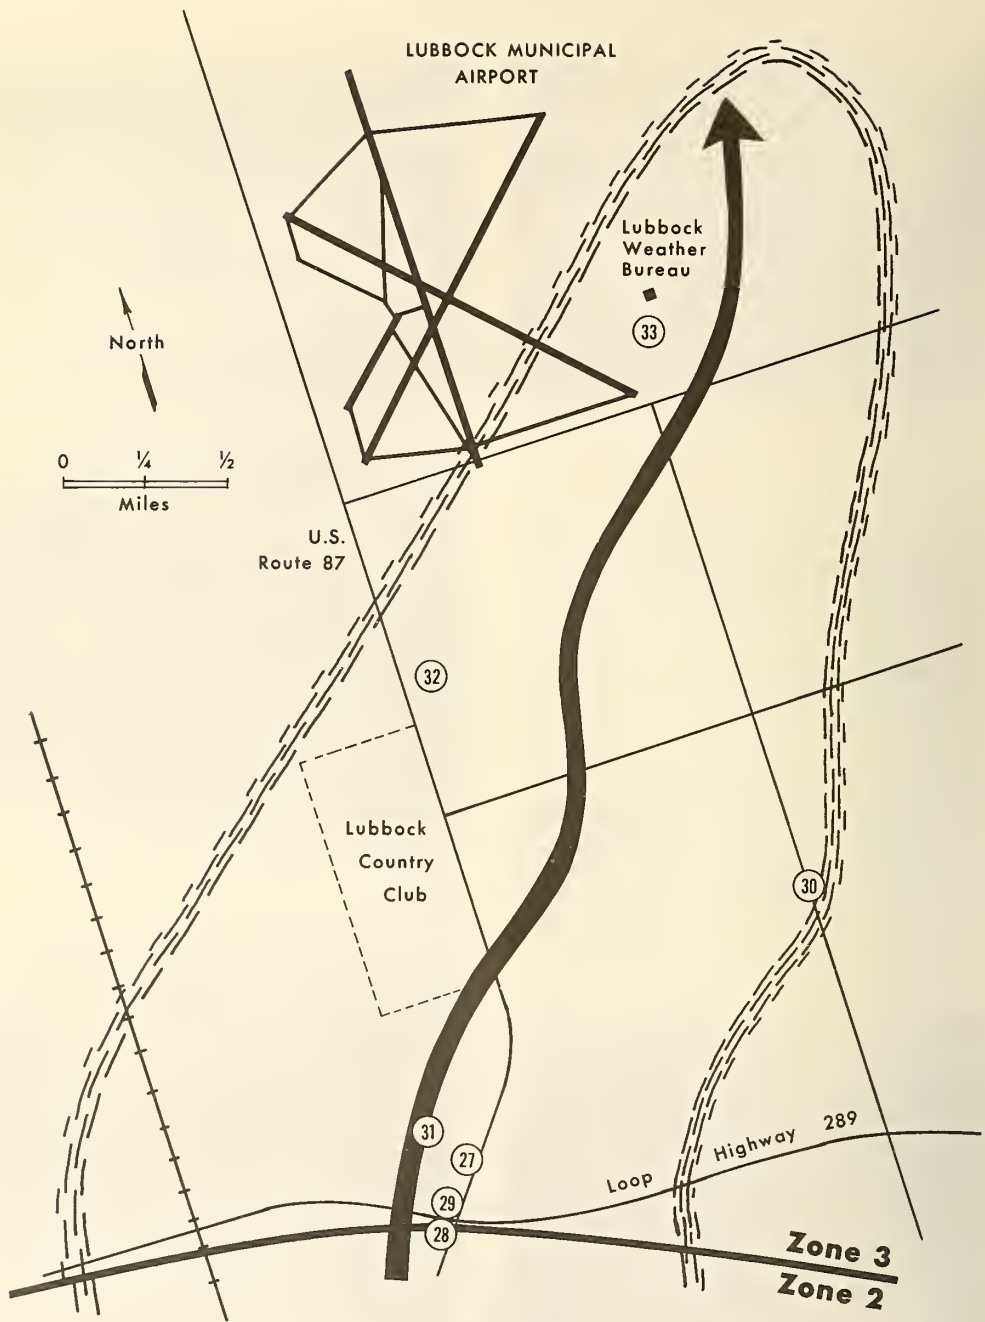 LUBBOCK MUNICIPAL
AIRPORT
Lubbock
Weather
Bureau
33
North
0 ¼ ½
Miles
U.S.
Route 87
32
Lubbock
Country
Club
30
31
27
29
28
Loop Highway 289
Zone 3
Zone 2